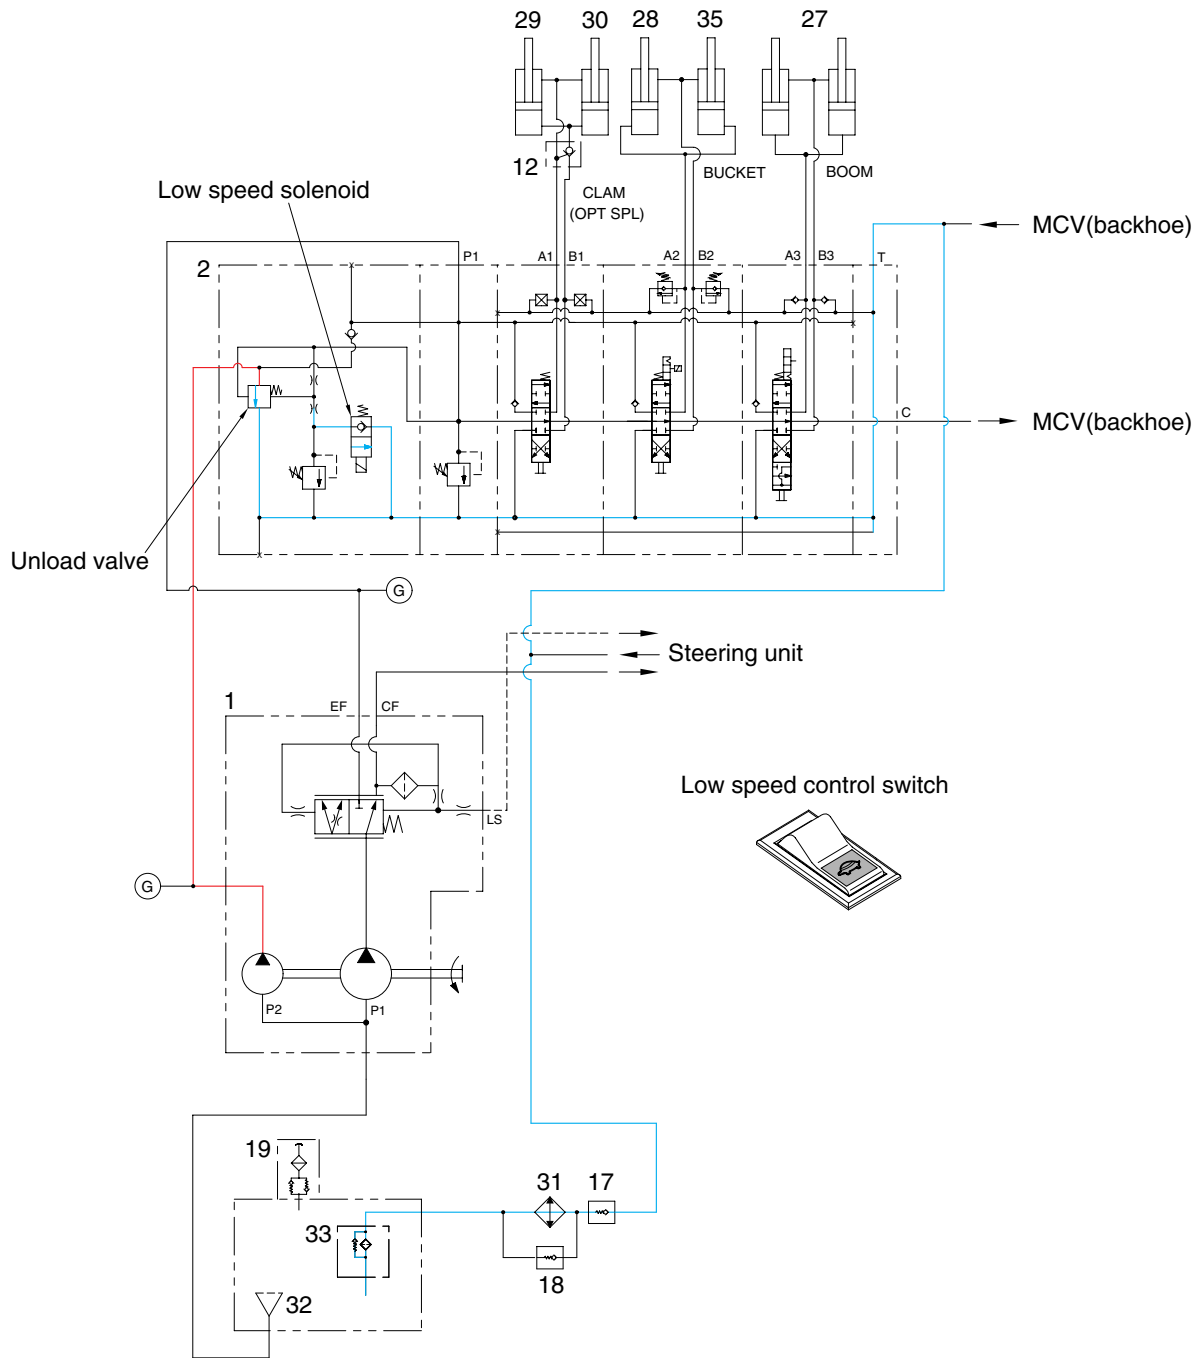 29 30 28 35 27
12
CLAM
(OPT SPL)
BUCKET
BOOM
Low speed solenoid
MCV(backhoe)
2
P1 A1 B1 A2 B2 A3 B3 T
C
MCV(backhoe)
Unload valve
G
Steering unit
1
EF CF
LS
Low speed control switch
G
P2 P1
19
31 17
33
18
32